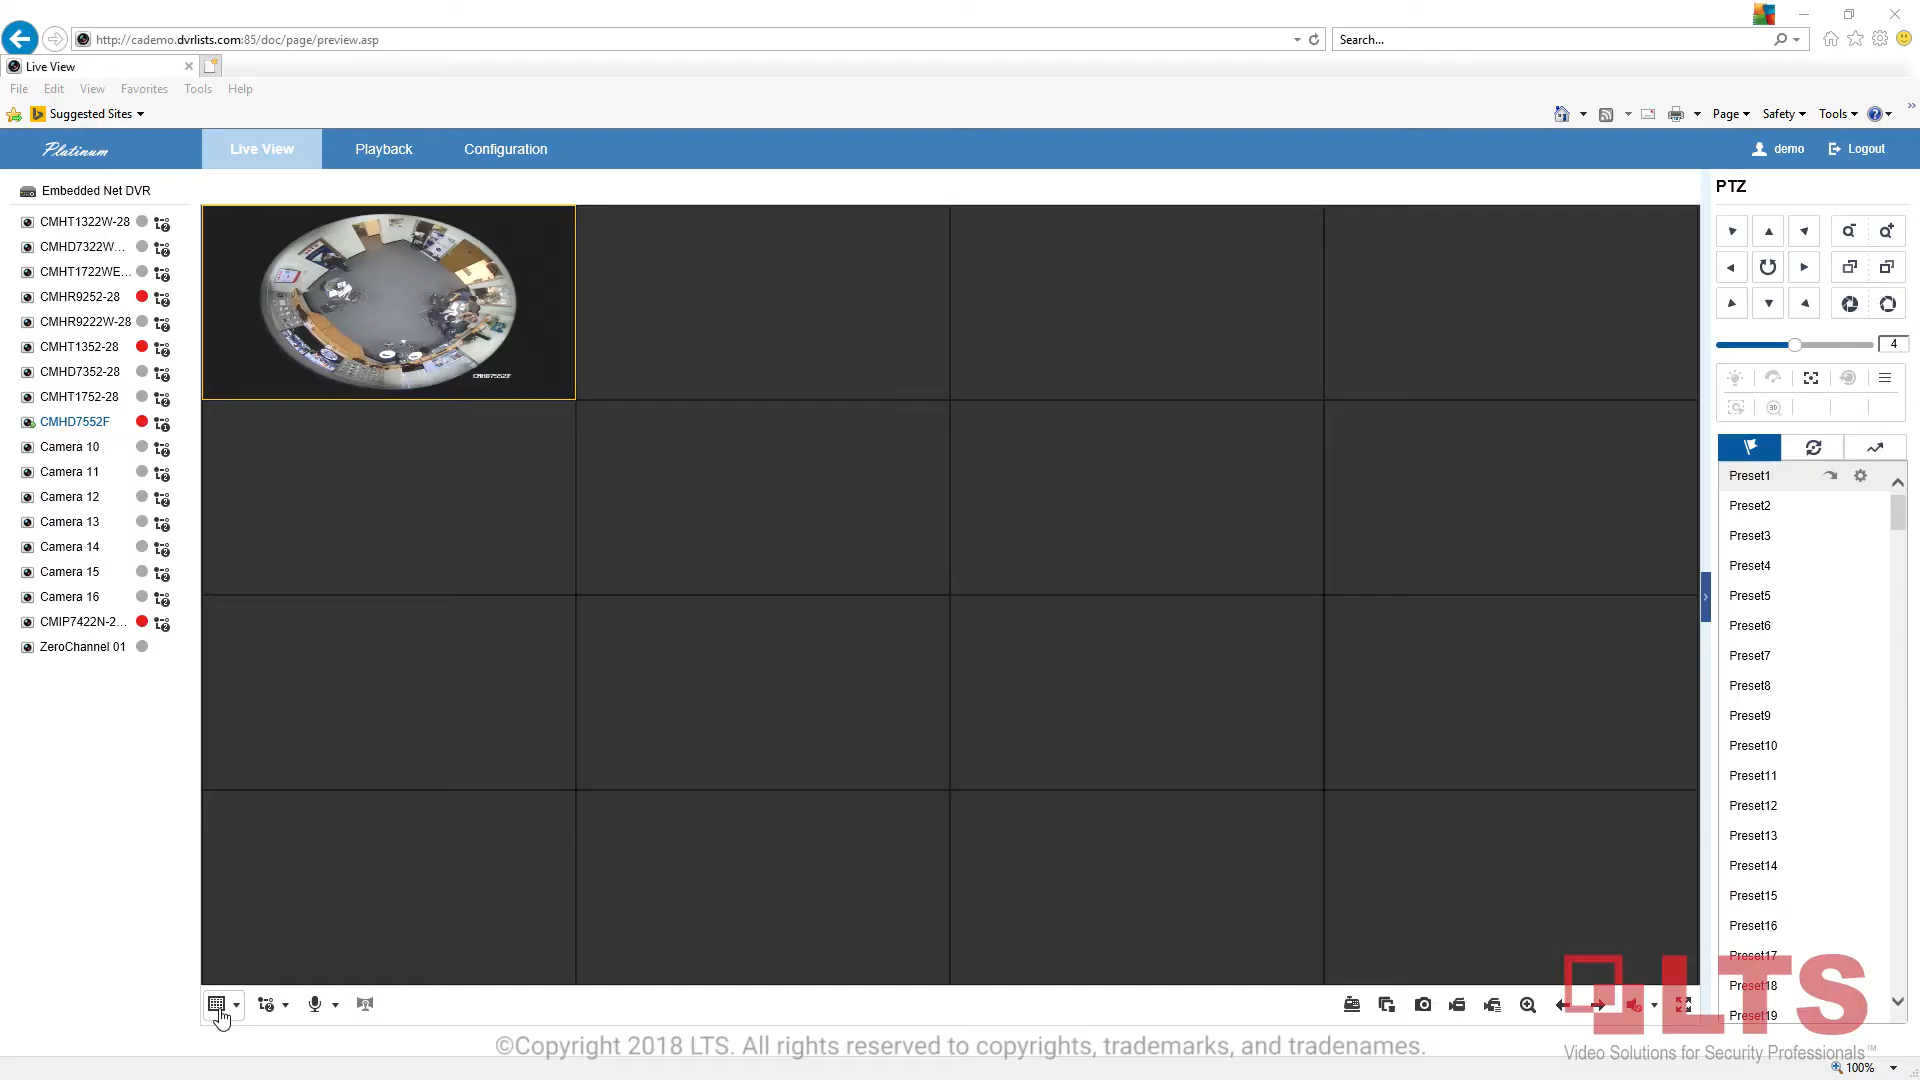 http://cademo.dvrlists.com:85/doc/page/preview.asp
Search...
Live View
File Edit View Favorites Tools Help
Suggested Sites
Page Safety Tools
Platinum
Live View Playback Configuration
demo Logout
Embedded Net DVR
CMHT1322W-28
CMHD7322W...
CMHT1722WE...
CMHR9252-28
CMHR9222W-28
CMHT1352-28
CMHD7352-28
CMHT1752-28
CMHD7552F
Camera 10
Camera 11
Camera 12
Camera 13
Camera 14
Camera 15
Camera 16
CMIP7422N-2...
ZeroChannel 01
CMHD7552F
PTZ
4
3D
Preset1
Preset2
Preset3
Preset4
Preset5
Preset6
Preset7
Preset8
Preset9
Preset10
Preset11
Preset12
Preset13
Preset14
Preset15
Preset16
Preset17
Preset18
Preset19
LTS
Video Solutions for Security Professionals™
©Copyright 2018 LTS. All rights reserved to copyrights, trademarks, and tradenames.
100%